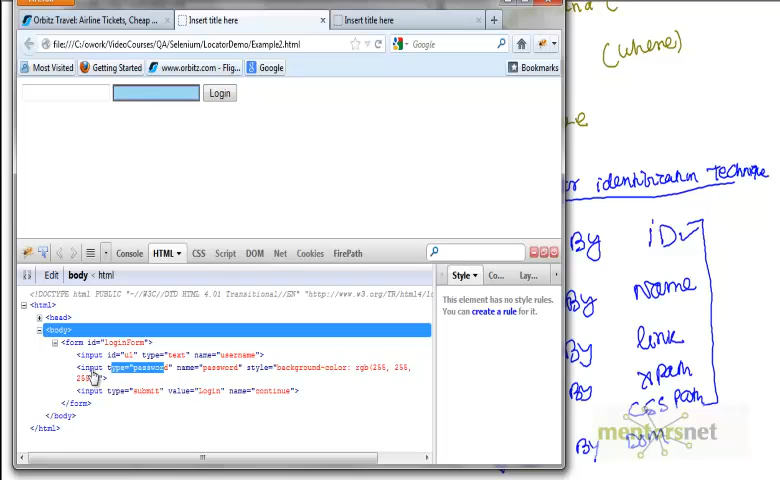 Orbitz Travel: Airline Tickets, Cheap ... × Insert title here × Insert title here ×
file:///C:/owork/VideoCourses/QA/Selenium/LocatorDemo/Example2.html Google
Most Visited Getting Started www.orbitz.com – Flig... Google Bookmarks
Login
Console HTML CSS Script DOM Net Cookies FirePath
Edit body < html
Style Co... Lay...
<!DOCTYPE html PUBLIC "-//W3C//DTD HTML 4.01 Transitional//EN" "http://www.w3.org/TR/html4/lo
<html>
<head>
<body>
<form id="loginForm">
<input id="u1" type="text" name="username">
<input type="password" name="password" style="background-color: rgb(255, 255,
255
<input type="submit" value="Login" name="continue">
</form>
</body>
</html>
This element has no style rules.
You can create a rule for it.
(where)
identification Technique
By iD
By Name
By link
By xpath
CSS Path
By Dom
mentorsnet